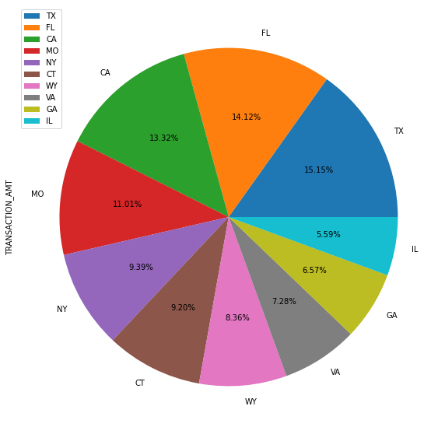 TX
FL
CA
MO
NY
CT
WY
VA
GA
IL
TRANSACTION_AMT
TX
15.15%
FL
14.12%
CA
13.32%
MO
11.01%
NY
9.39%
CT
9.20%
WY
8.36%
VA
7.28%
GA
6.57%
IL
5.59%